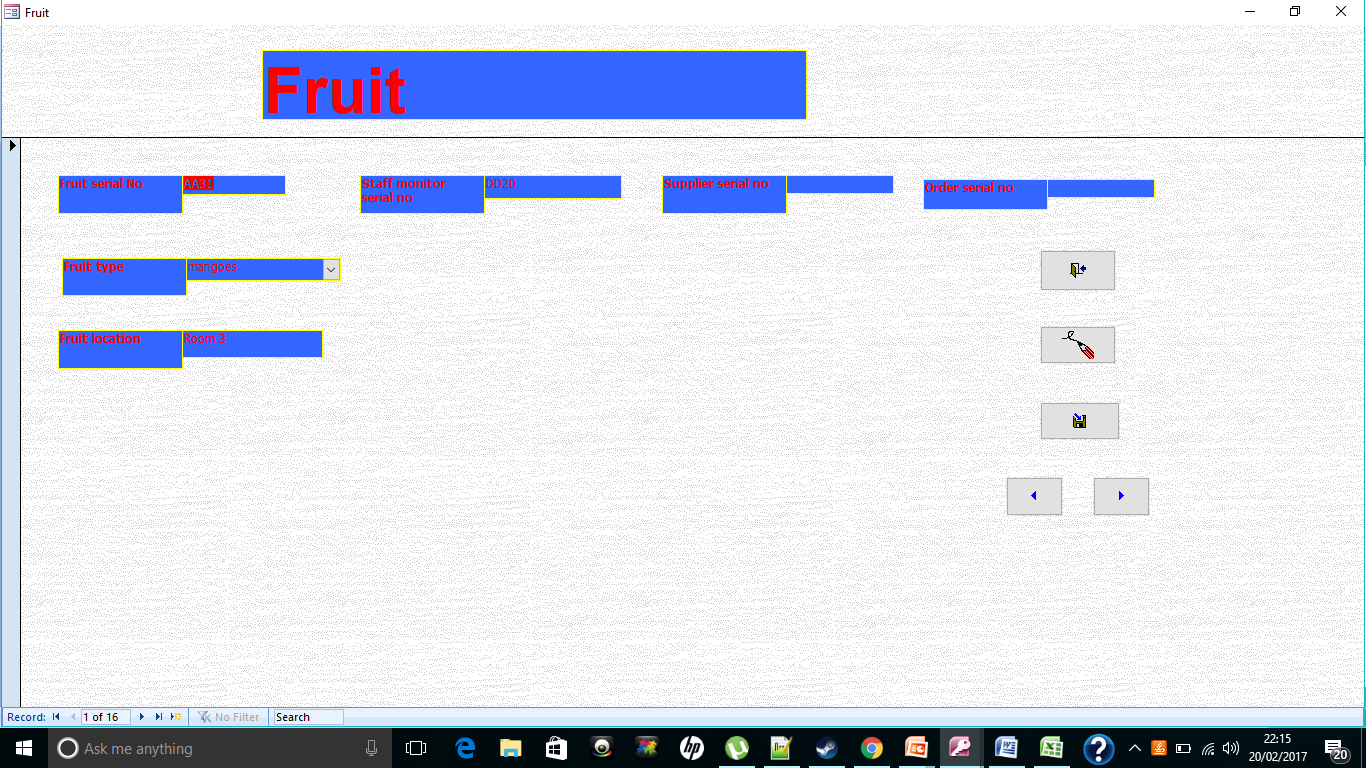 Fruit
Fruit
Fruit serial No AA31 Staff monitor serial no DD20 Supplier serial no Order serial no
Fruit type mangoes
Fruit location Room 3
Record: 1 of 16 No Filter Search
Ask me anything
hp
22:15
20/02/2017
20